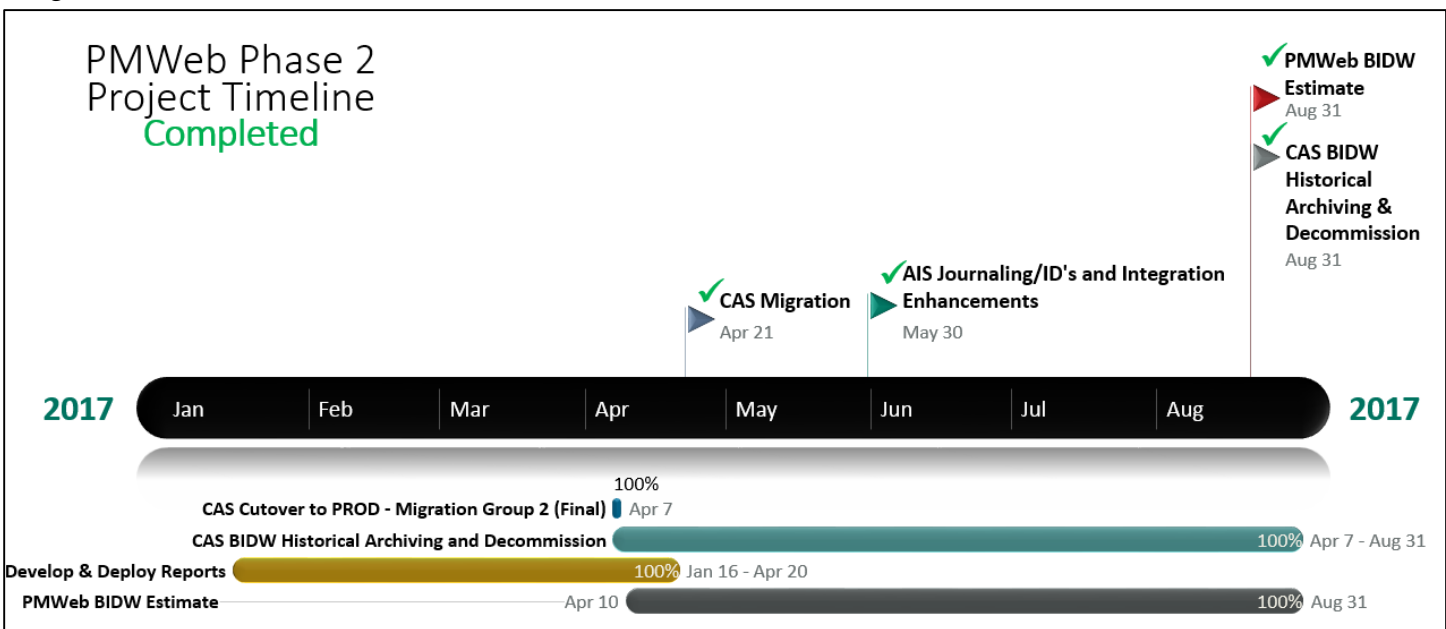 PMWeb Phase 2
Project Timeline
Completed
PMWeb BIDW
Estimate
Aug 31
CAS BIDW
Historical
Archiving &
Decommission
Aug 31
AIS Journaling/ID's and Integration
Enhancements
May 30
CAS Migration
Apr 21
2017 Jan Feb Mar Apr May Jun Jul Aug 2017
100%
CAS Cutover to PROD - Migration Group 2 (Final) Apr 7
CAS BIDW Historical Archiving and Decommission 100% Apr 7 - Aug 31
Develop & Deploy Reports 100% Jan 16 - Apr 20
PMWeb BIDW Estimate Apr 10 100% Aug 31